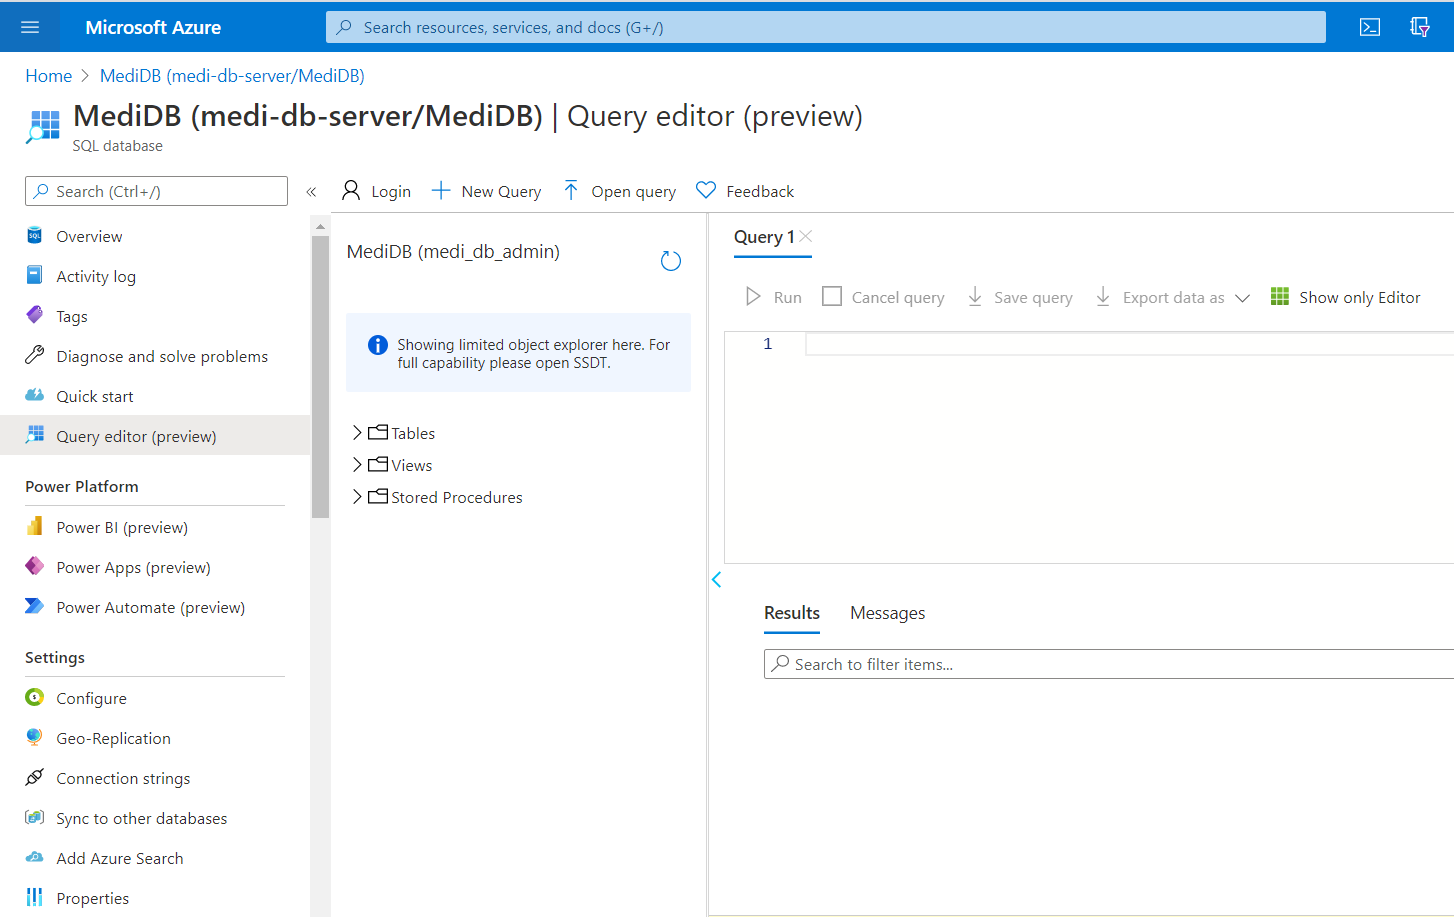 Microsoft Azure
Search resources, services, and docs (G+/)
Home > MediDB (medi-db-server/MediDB)
MediDB (medi-db-server/MediDB) | Query editor (preview)
SQL database
Search (Ctrl+/)
«
Login
New Query
Open query
Feedback
SQL Overview
Activity log
Tags
Diagnose and solve problems
Quick start
Query editor (preview)
Power Platform
Power BI (preview)
Power Apps (preview)
Power Automate (preview)
Settings
Configure
Geo-Replication
Connection strings
Sync to other databases
Add Azure Search
Properties
MediDB (medi_db_admin)
Showing limited object explorer here. For
full capability please open SSDT.
Tables
Views
Stored Procedures
Query 1
Run
Cancel query
Save query
Export data as
Show only Editor
1
Results
Messages
Search to filter items...